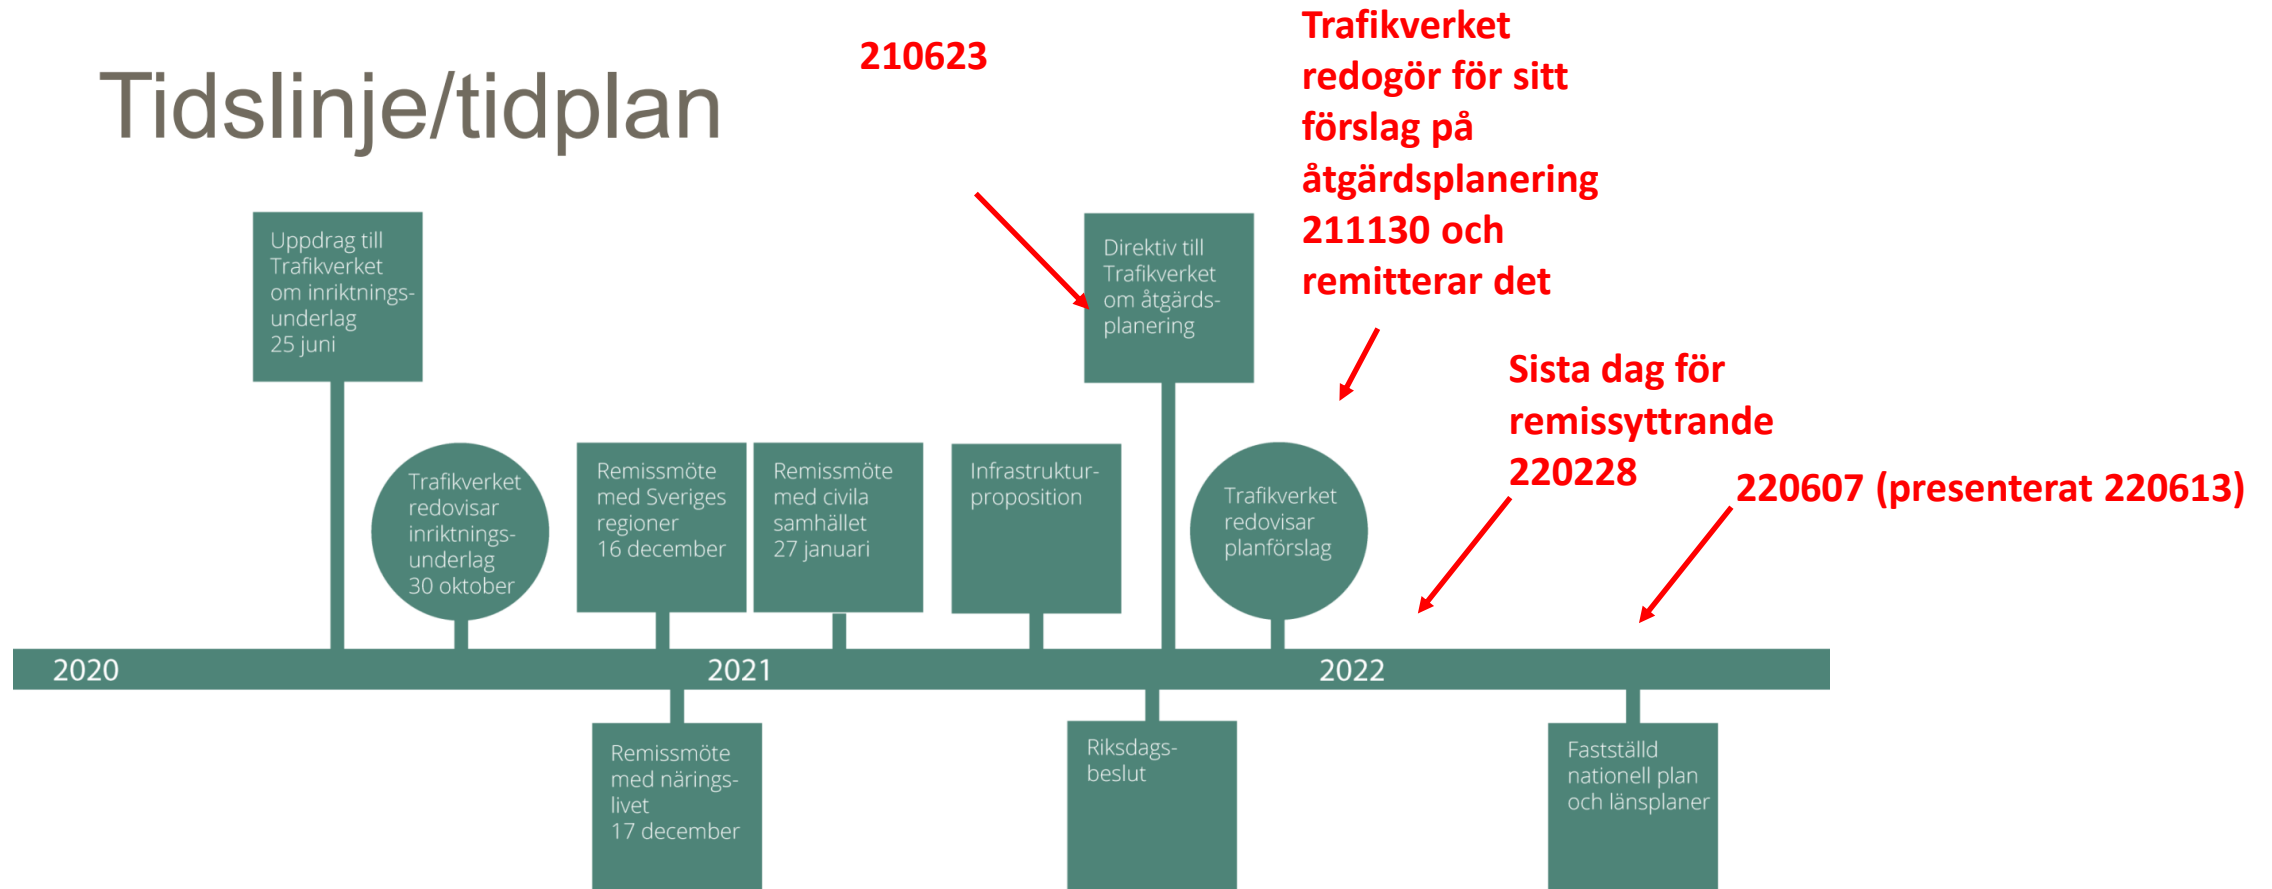 Tidslinje/tidplan
210623
Trafikverket
redogör för sitt
förslag på
åtgärdsplanering
211130 och
remitterar det
Sista dag för
remissyttrande
220228
220607 (presenterat 220613)
Uppdrag till
Trafikverket
om inriktnings-
underlag
25 juni
Trafikverket
redovisar
inriktnings-
underlag
30 oktober
Remissmöte
med Sveriges
regioner
16 december
Remissmöte
med civila
samhället
27 januari
Infrastruktur-
proposition
Direktiv till
Trafikverket
om åtgärds-
planering
Trafikverket
redovisar
planförslag
2020
2021
2022
Remissmöte
med närings-
livet
17 december
Riksdags-
beslut
Fastställd
nationell plan
och länsplaner